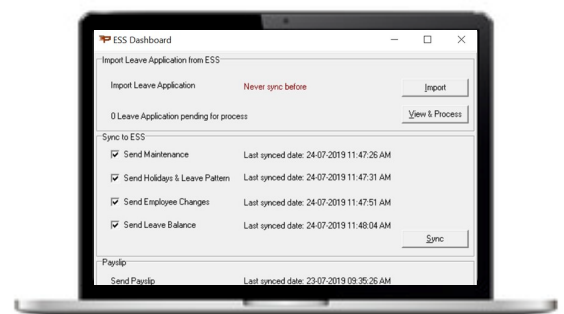 ESS Dashboard
Import Leave Application from ESS
Import Leave Application Never sync before Import
0 Leave Application pending for process View & Process
Sync to ESS
Send Maintenance Last synced date: 24-07-2019 11:47:26 AM
Send Holidays & Leave Pattern Last synced date: 24-07-2019 11:47:31 AM
Send Employee Changes Last synced date: 24-07-2019 11:47:51 AM
Send Leave Balance Last synced date: 24-07-2019 11:48:04 AM
Sync
Payslip
Send Payslip Last synced date: 23-07-2019 09:35:26 AM